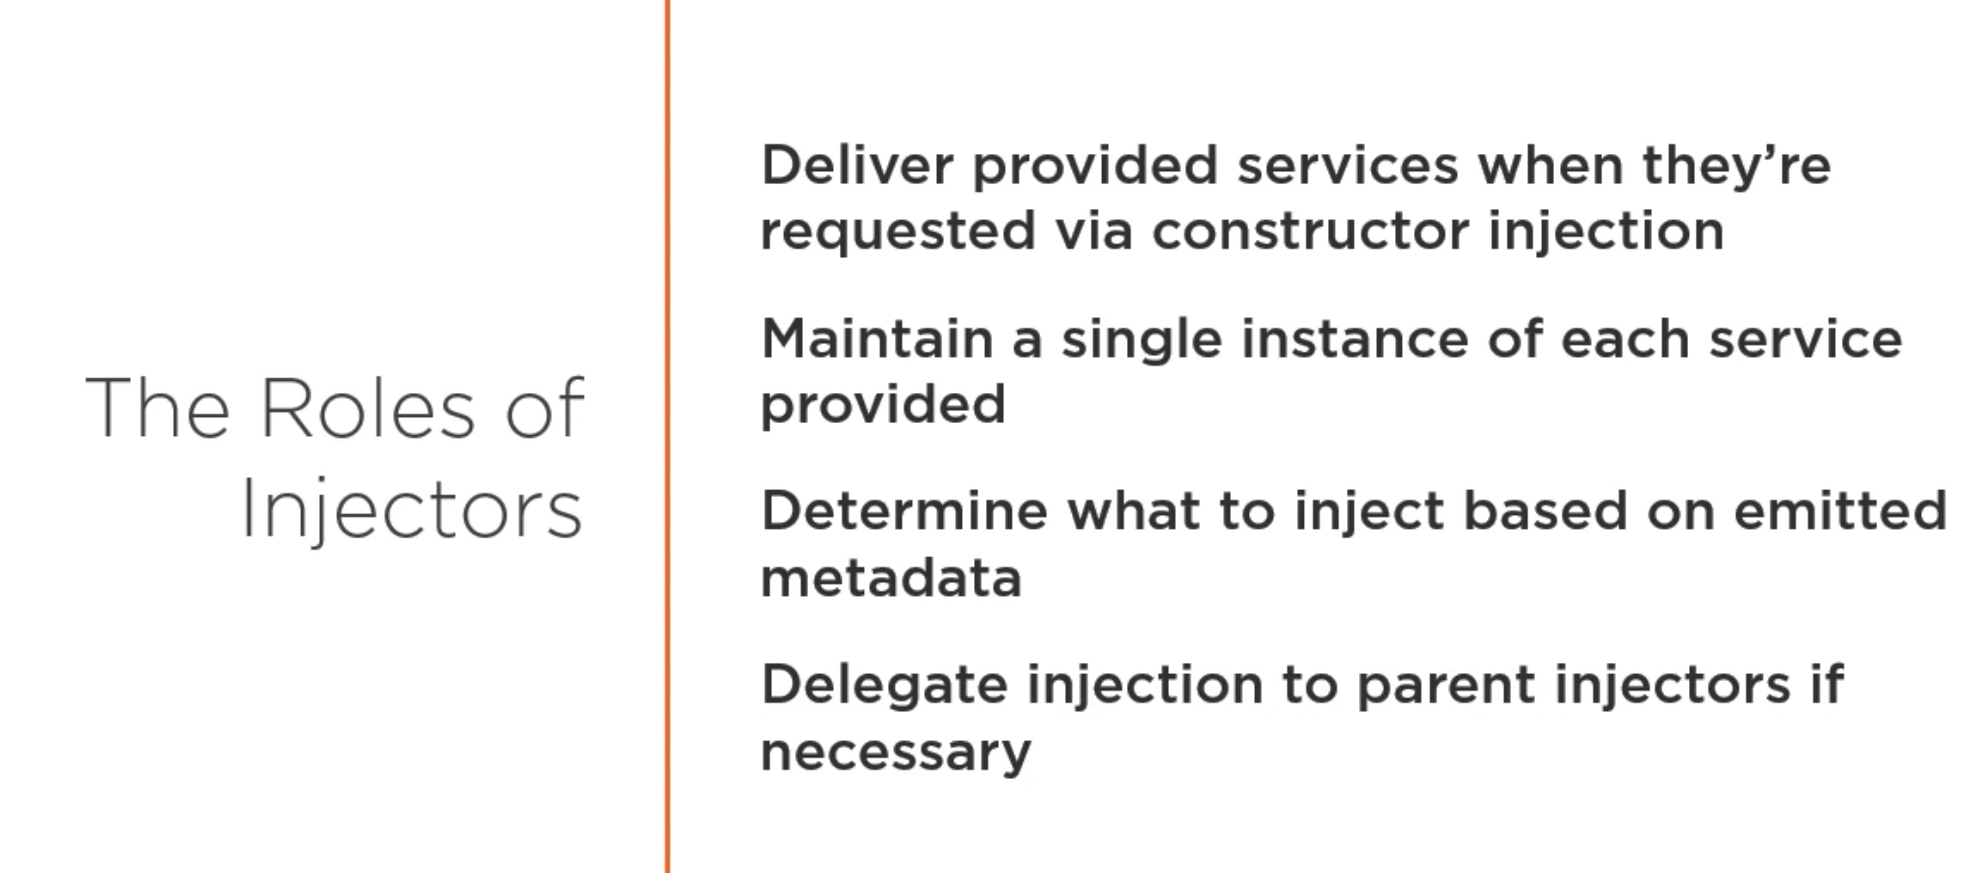 The Roles of
Injectors
Deliver provided services when they’re
requested via constructor injection
Maintain a single instance of each service
provided
Determine what to inject based on emitted
metadata
Delegate injection to parent injectors if
necessary